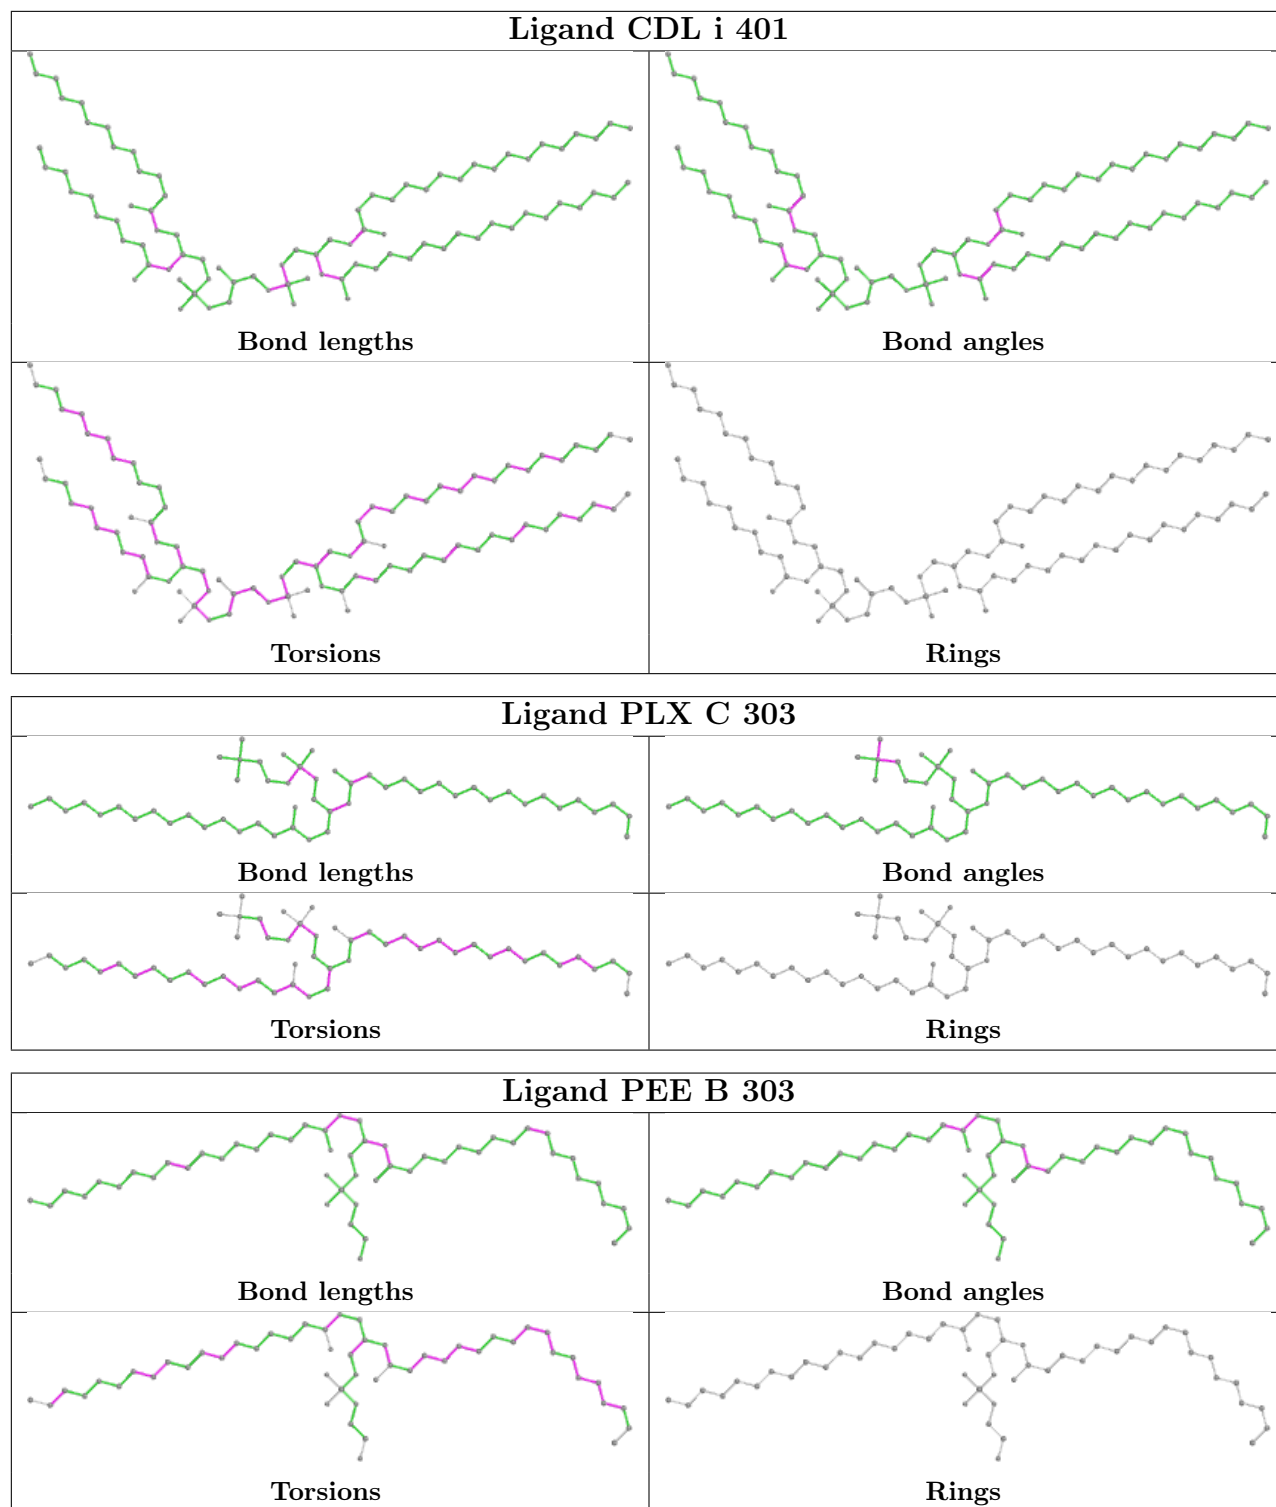 Ligand CDL i 401
Bond lengths
Bond angles
Torsions
Rings
Ligand PLX C 303
Bond lengths
Bond angles
Torsions
Rings
Ligand PEE B 303
Bond lengths
Bond angles
Torsions
Rings